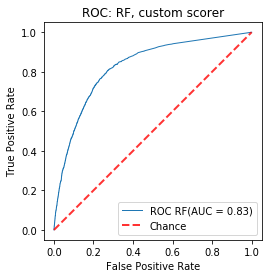 ROC: RF, custom scorer
True Positive Rate
1.0
0.8
0.6
0.4
0.2
0.0
ROC RF(AUC = 0.83)
Chance
0.0 0.2 0.4 0.6 0.8 1.0
False Positive Rate